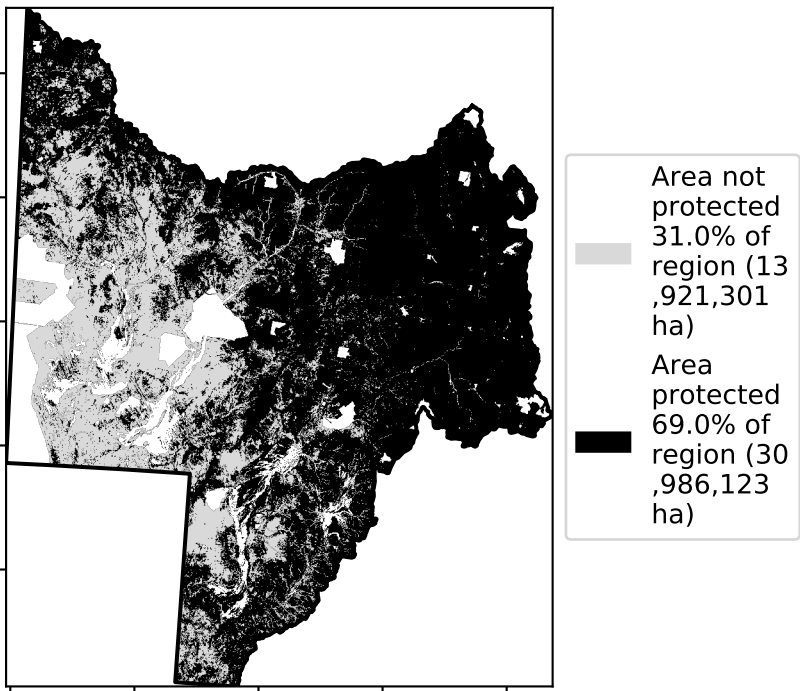 Area not
protected
31.0% of
region (13
,921,301
ha)
Area
protected
69.0% of
region (30
,986,123
ha)